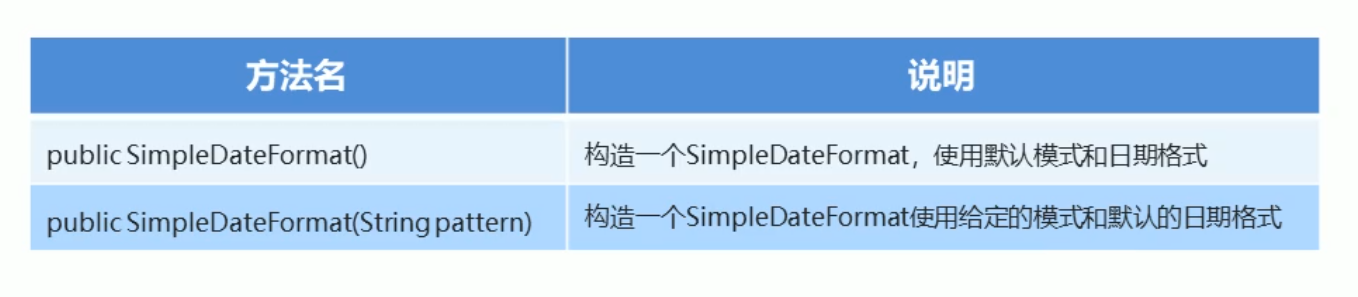 方法名 说明
public SimpleDateFormat() 构造一个SimpleDateFormat，使用默认模式和日期格式
public SimpleDateFormat(String pattern) 构造一个SimpleDateFormat使用给定的模式和默认的日期格式